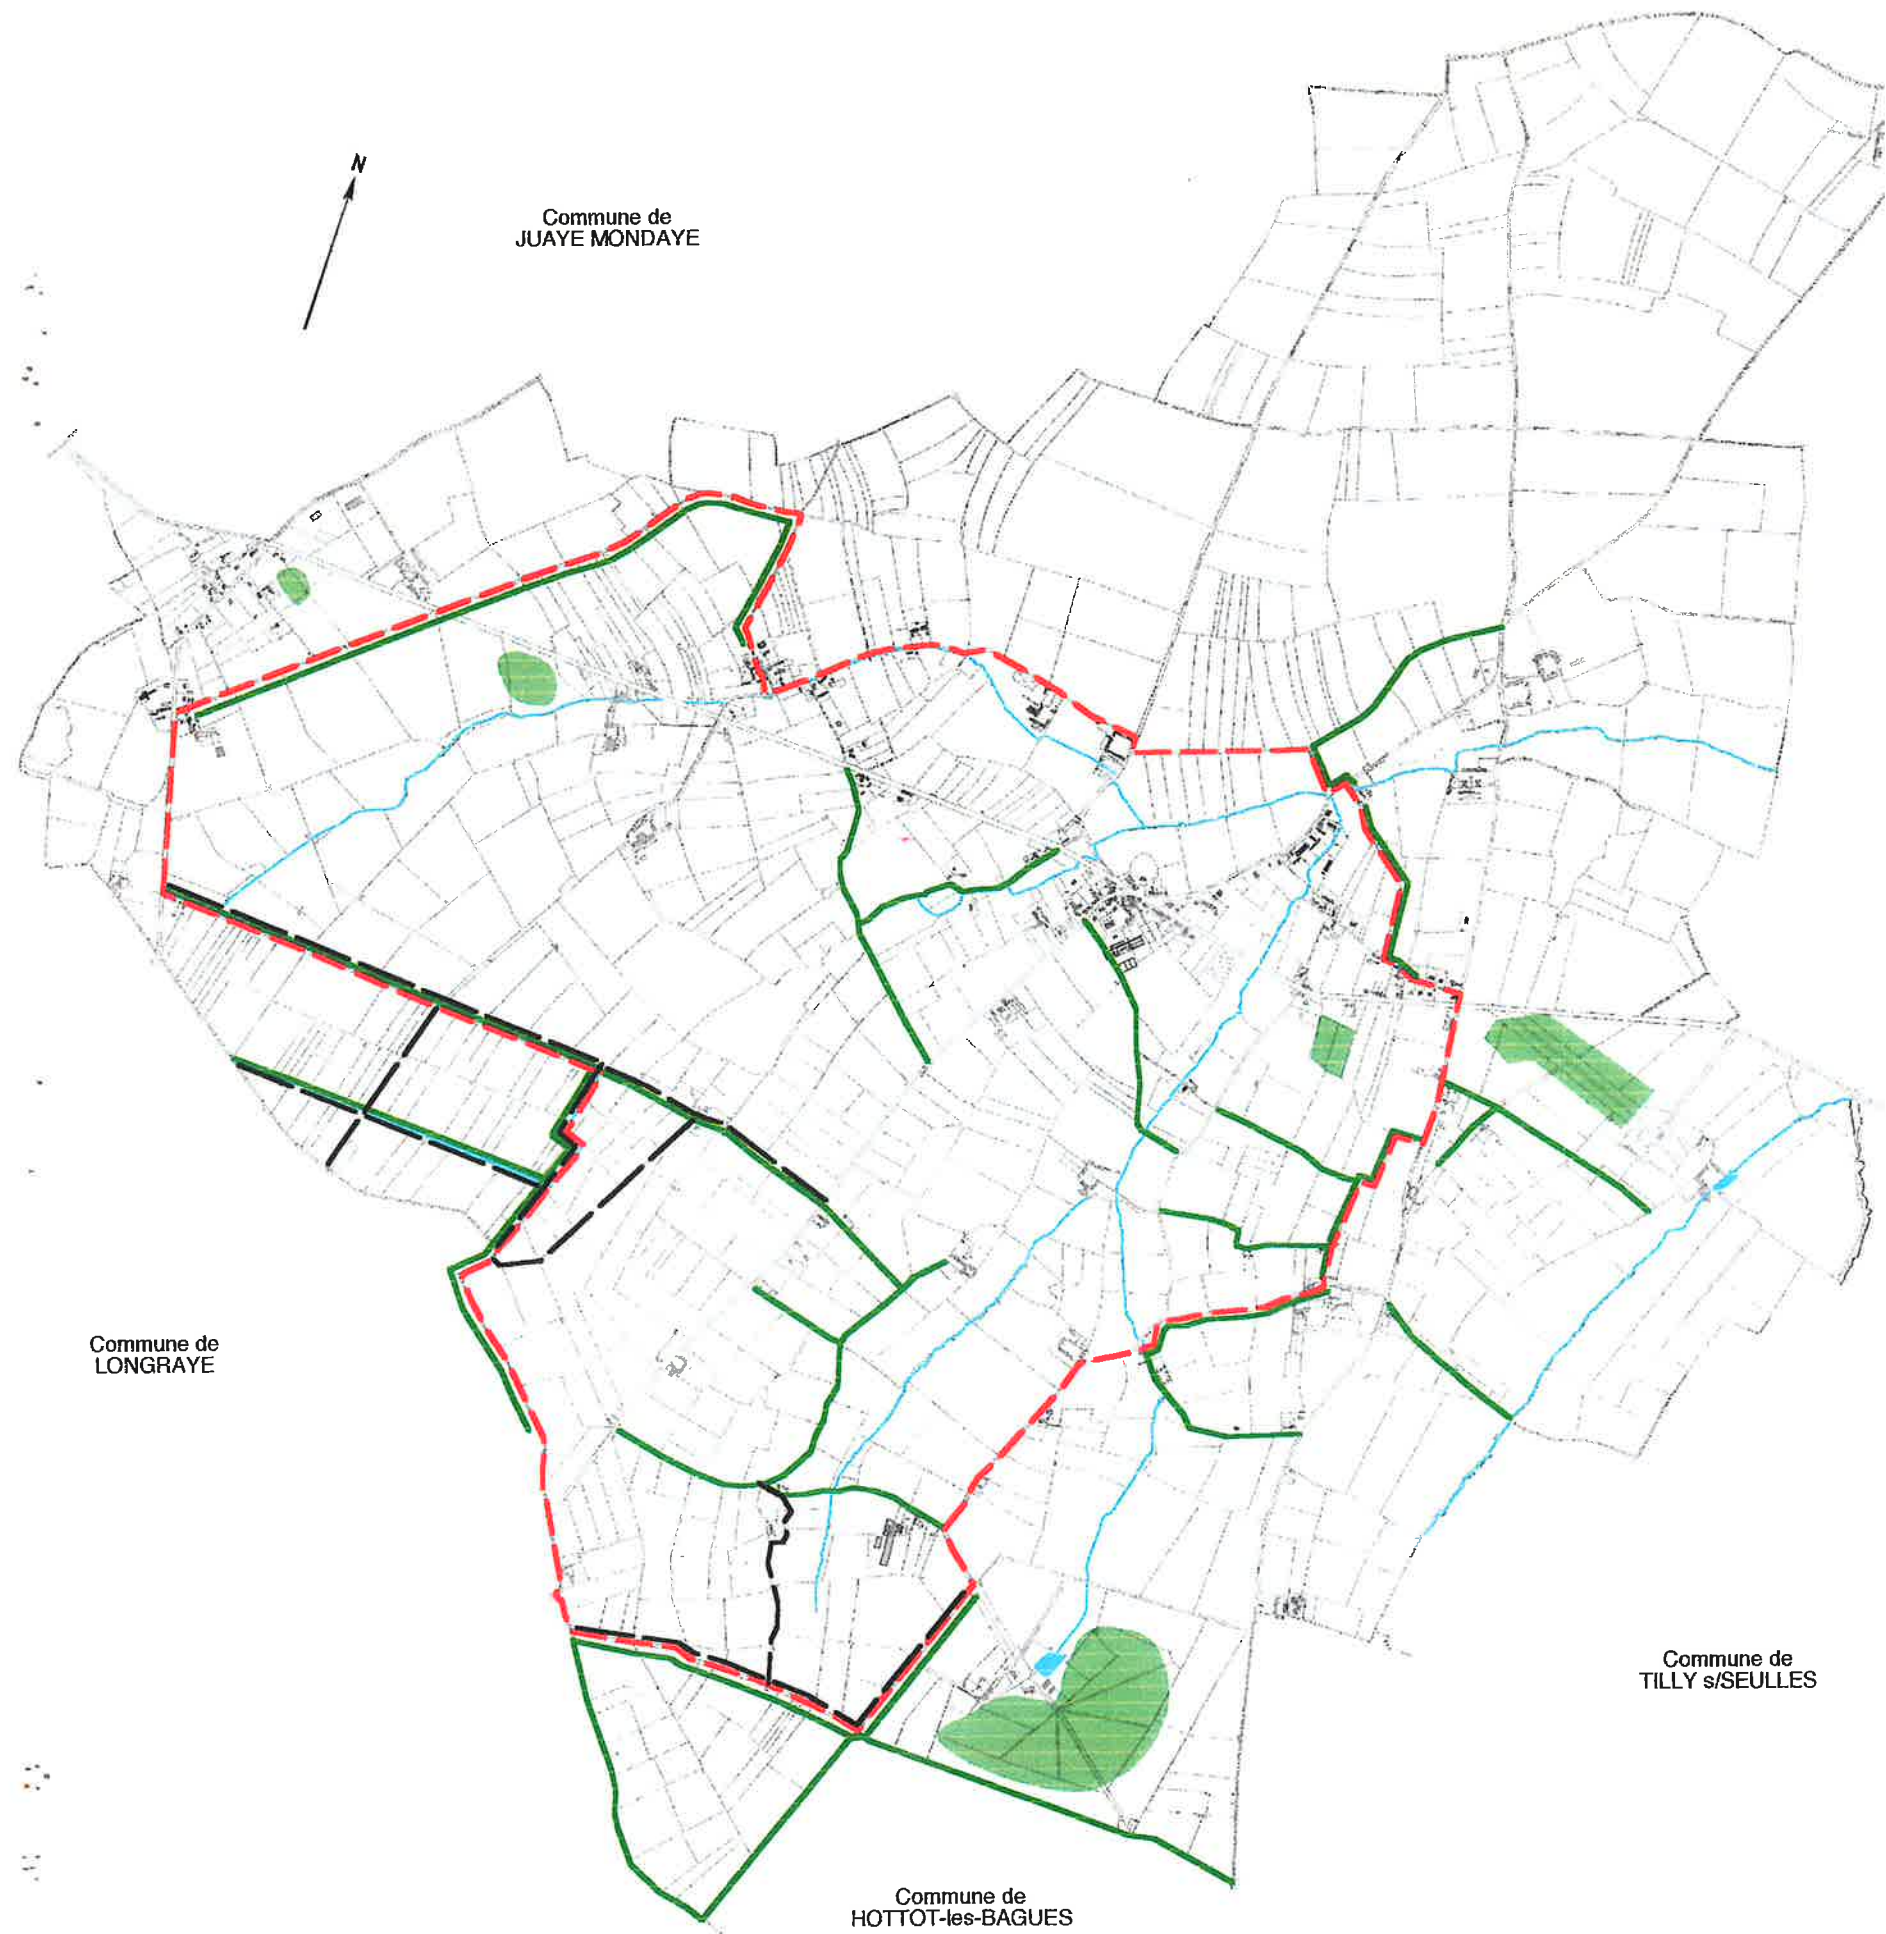 N
Commune de
JUAYE MONDAYE
Commune de
LONGRAYE
Commune de
TILLY s/SEULLES
Commune de
HOTTOT-les-BAGUES